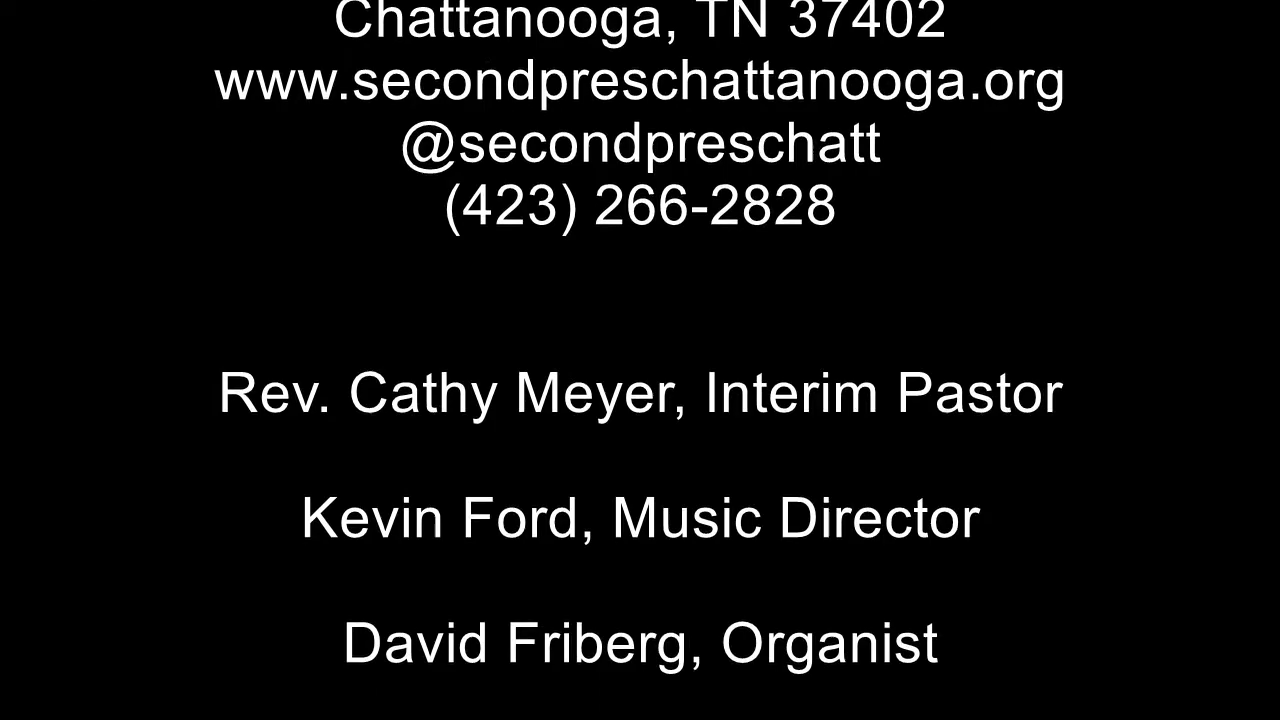 Chattanooga, TN 37402
www.secondpreschattanooga.org
@secondpreschatt
(423) 266-2828
Rev. Cathy Meyer, Interim Pastor
Kevin Ford, Music Director
David Friberg, Organist